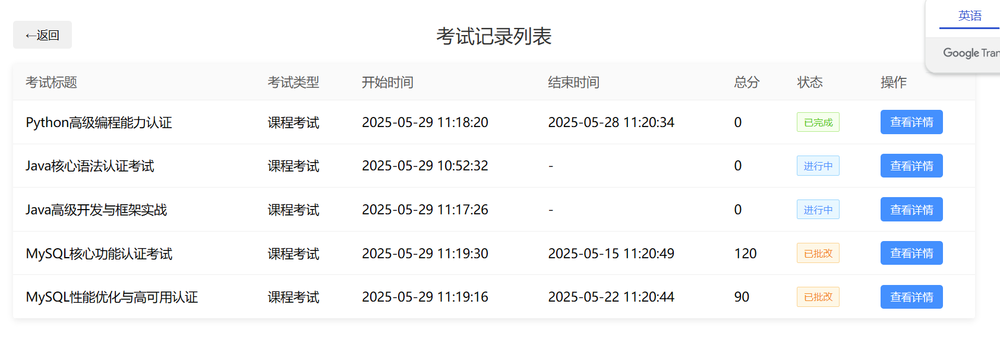 英语
←返回
考试记录列表
Google Tran
考试标题 考试类型 开始时间 结束时间 总分 状态 操作
Python高级编程能力认证 课程考试 2025-05-29 11:18:20 2025-05-28 11:20:34 0 已完成 查看详情
Java核心语法认证考试 课程考试 2025-05-29 10:52:32 - 0 进行中 查看详情
Java高级开发与框架实战 课程考试 2025-05-29 11:17:26 - 0 进行中 查看详情
MySQL核心功能认证考试 课程考试 2025-05-29 11:19:30 2025-05-15 11:20:49 120 已批改 查看详情
MySQL性能优化与高可用认证 课程考试 2025-05-29 11:19:16 2025-05-22 11:20:44 90 已批改 查看详情